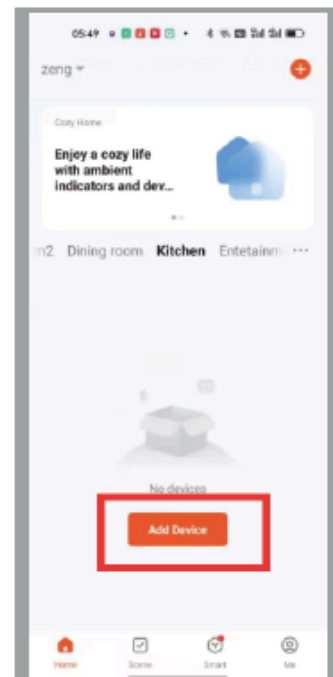 05:49
zeng
Cozy Home
Enjoy a cozy life
with ambient
indicators and dev...
m2 Dining room Kitchen Entetainm ...
No devices
Add Device
Home Scene Smart Me